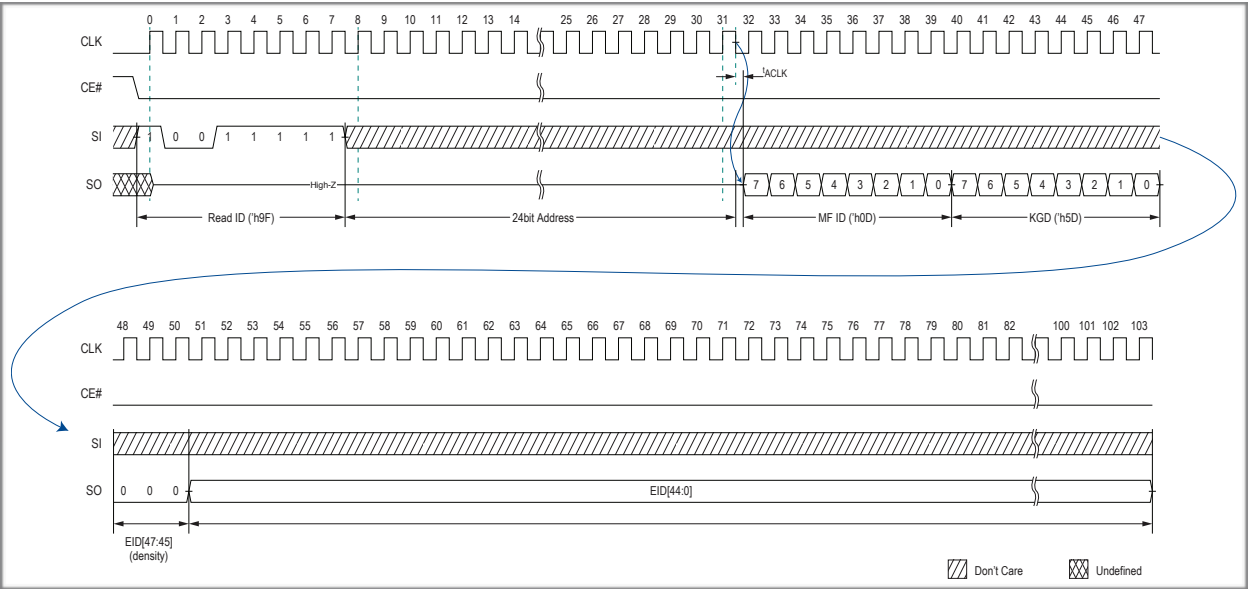 0 1 2 3 4 5 6 7 8 9 10 11 12 13 14 25 26 27 28 29 30 31 32 33 34 35 36 37 38 39 40 41 42 43 44 45 46 47
CLK
tACLK
CE#
SI 1 0 0 1 1 1 1 1
SO High-Z 7 6 5 4 3 2 1 0 7 6 5 4 3 2 1 0
Read ID ('h9F) 24bit Address MF ID ('h0D) KGD ('h5D)
48 49 50 51 52 53 54 55 56 57 58 59 60 61 62 63 64 65 66 67 68 69 70 71 72 73 74 75 76 77 78 79 80 81 82 100 101 102 103
CLK
CE#
SI
SO 0 0 0 EID[44:0]
EID[47:45]
(density)
Don't Care Undefined